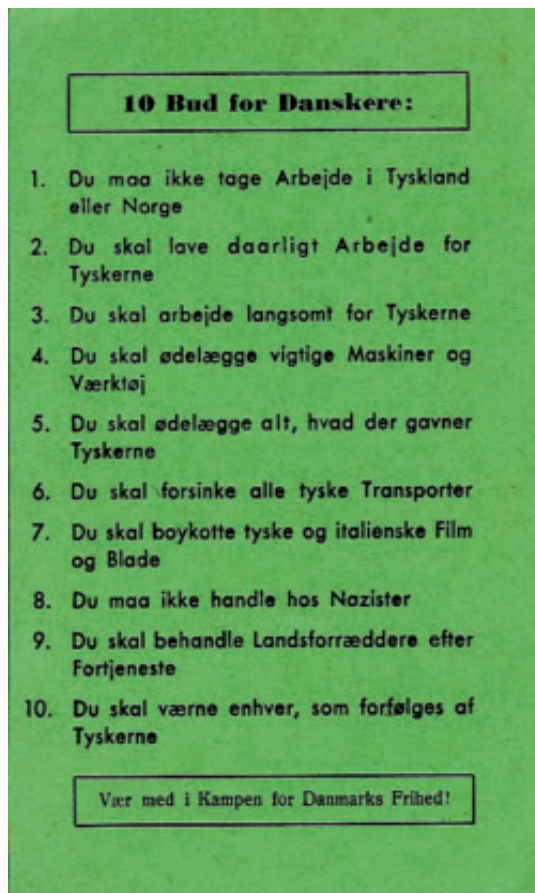 10 Bud for Danskere:
1. Du maa ikke tage Arbejde i Tyskland
eller Norge
2. Du skal lave daarligt Arbejde for
Tyskerne
3. Du skal arbejde langsomt for Tyskerne
4. Du skal ødelægge vigtige Maskiner og
Værktøj
5. Du skal ødelægge alt, hvad der gavner
Tyskerne
6. Du skal forsinke alle tyske Transporter
7. Du skal boykotte tyske og italienske Film
og Blade
8. Du maa ikke handle hos Nazister
9. Du skal behandle Landsforræddere efter
Fortjeneste
10. Du skal værne enhver, som forfølges af
Tyskerne
Vær med i Kampen for Danmarks Frihed!